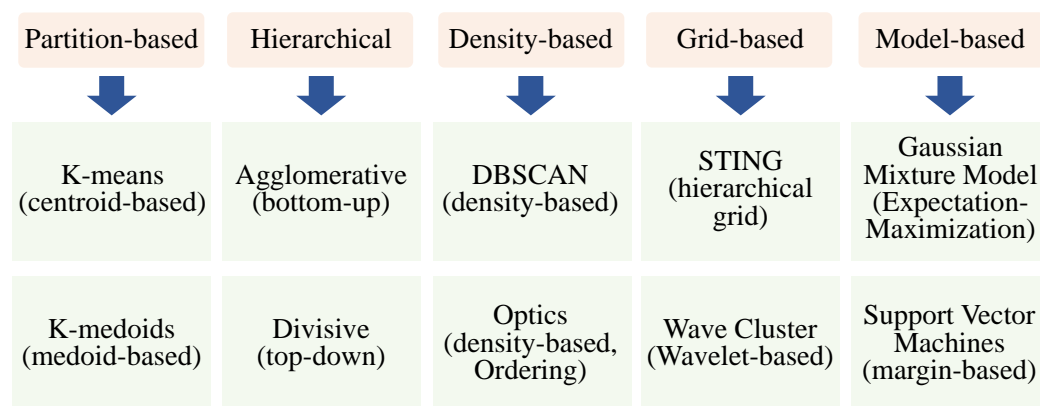 Partition-based
Hierarchical
Density-based
Grid-based
Model-based
K-means
(centroid-based)
Agglomerative
(bottom-up)
DBSCAN
(density-based)
STING
(hierarchical
grid)
Gaussian
Mixture Model
(Expectation-
Maximization)
K-medoids
(medoid-based)
Divisive
(top-down)
Optics
(density-based,
Ordering)
Wave Cluster
(Wavelet-based)
Support Vector
Machines
(margin-based)